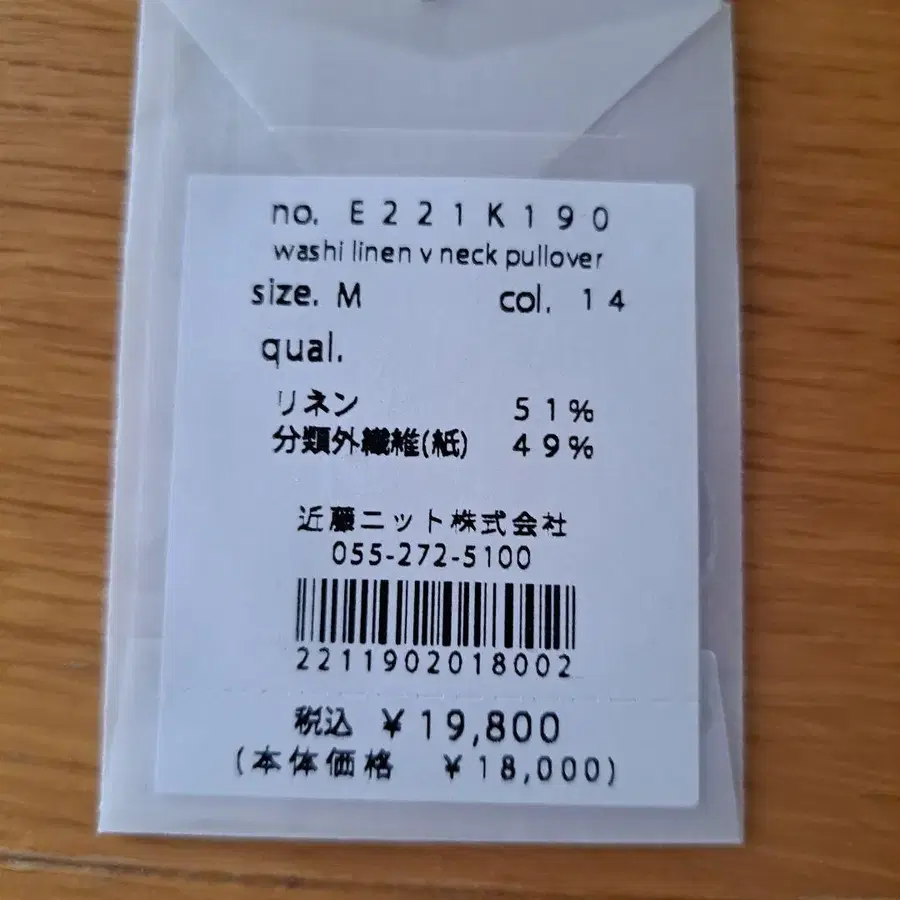 no. E221K190
washi linen v neck pullover
size. M col. 14
qual.
リネン 51%
分類外繊維(紙) 49%
近藤ニット株式会社
055-272-5100
2211902018002
税込 ¥19,800
(本体価格 ¥18,000)